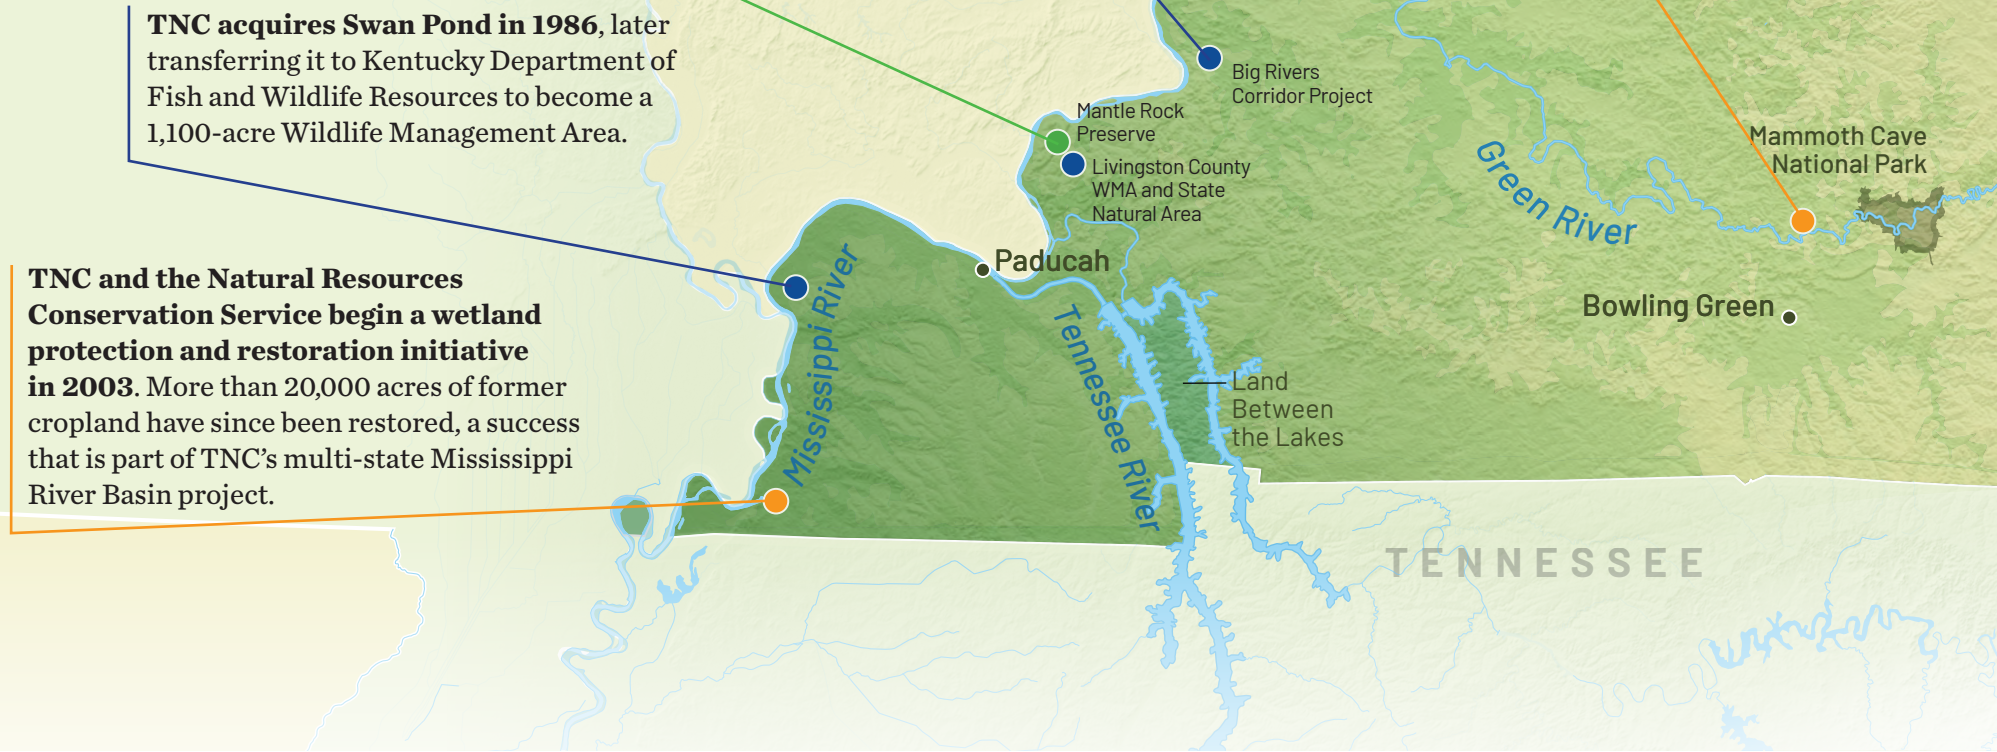 TNC acquires Swan Pond in 1986, later
transferring it to Kentucky Department of
Fish and Wildlife Resources to become a
1,100-acre Wildlife Management Area.
TNC and the Natural Resources
Conservation Service begin a wetland
protection and restoration initiative
in 2003. More than 20,000 acres of former
cropland have since been restored, a success
that is part of TNC’s multi-state Mississippi
River Basin project.
Big Rivers
Corridor Project
Mantle Rock
Preserve
Livingston County
WMA and State
Natural Area
Mammoth Cave
National Park
Green River
Paducah
Mississippi River
Tennessee River
Bowling Green
Land
Between
the Lakes
TENNESSEE